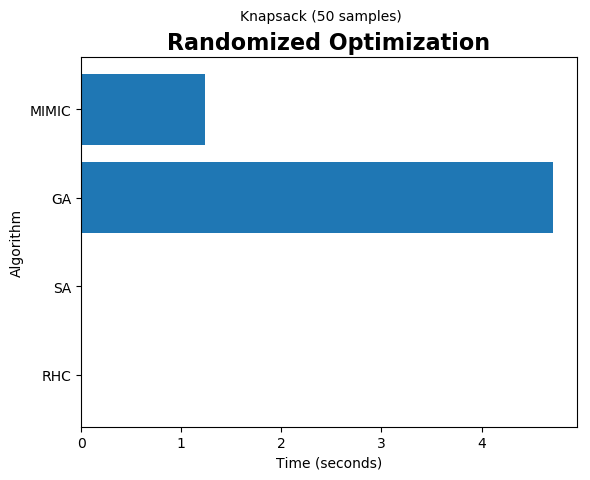 Knapsack (50 samples)
Randomized Optimization
MIMIC
GA
SA
RHC
Algorithm
0 1 2 3 4
Time (seconds)